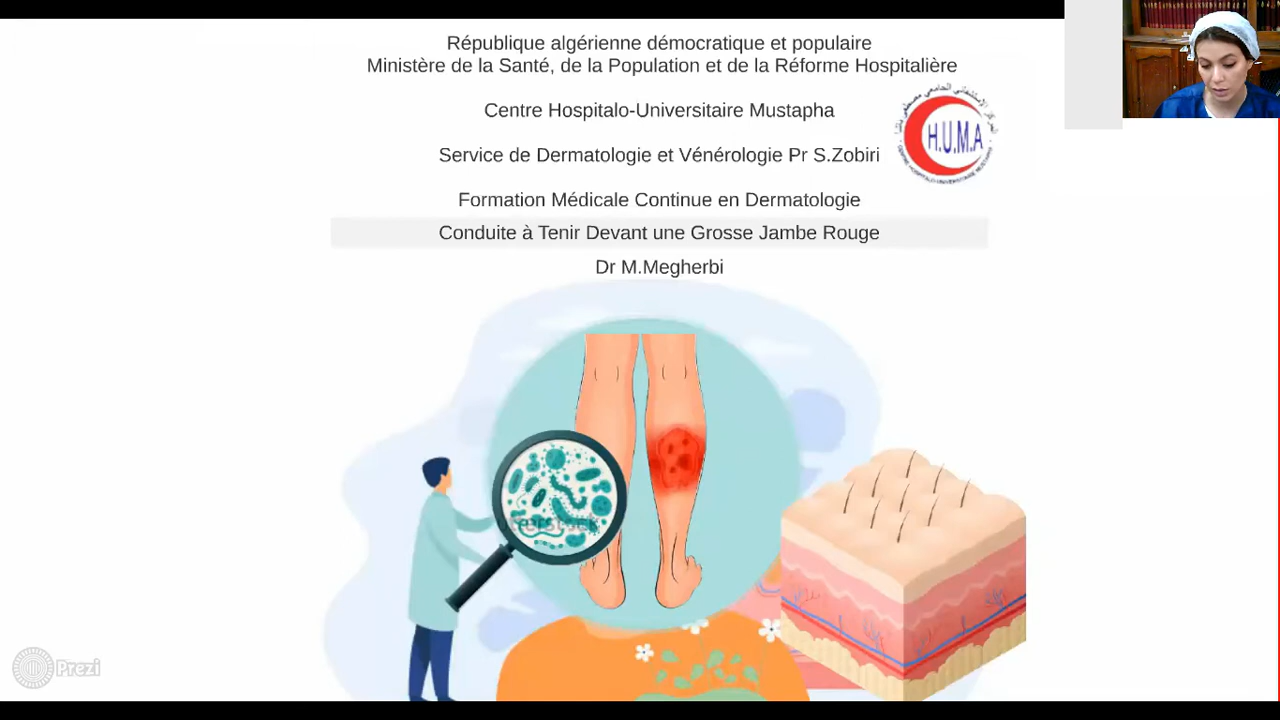 République algérienne démocratique et populaire
Ministère de la Santé, de la Population et de la Réforme Hospitalière
Centre Hospitalo-Universitaire Mustapha
H.U.M.A
Service de Dermatologie et Vénérologie Pr S.Zobiri
Formation Médicale Continue en Dermatologie
Conduite à Tenir Devant une Grosse Jambe Rouge
Dr M.Megherbi
Prezi